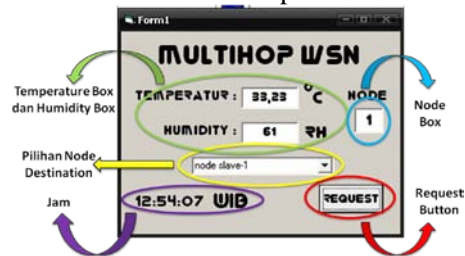 Form1
MULTIHOP WSN
Temperature Box
dan Humidity Box
TEMPERATUR : 33,23 °C
NODE
1
Node
Box
HUMIDITY : 61 RH
Pilihan Node
Destination
node slave-1
Jam
12:54:07 WIB
REQUEST
Request
Button